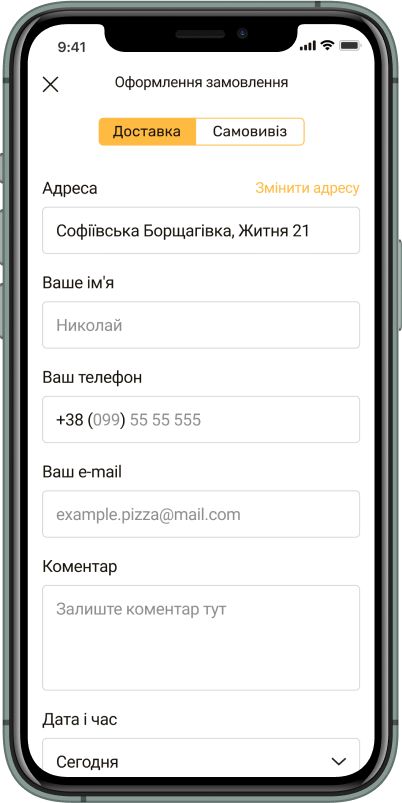 9:41
Оформлення замовлення
Доставка Самовивіз
Адреса Змінити адресу
Софіївська Борщагівка, Житня 21
Ваше ім'я
Николай
Ваш телефон
+38 (099) 55 55 555
Ваш e-mail
example.pizza@mail.com
Коментар
Залиште коментар тут
Дата і час
Сегодня